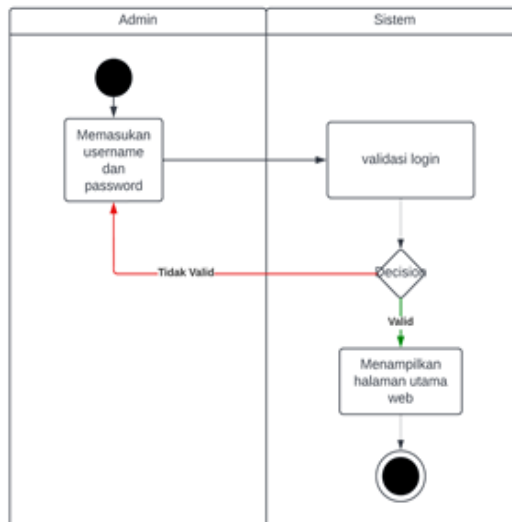 Admin
Sistem
Memasukan
username
dan
password
validasi login
Decision
Tidak Valid
Valid
Menampilkan
halaman utama
web